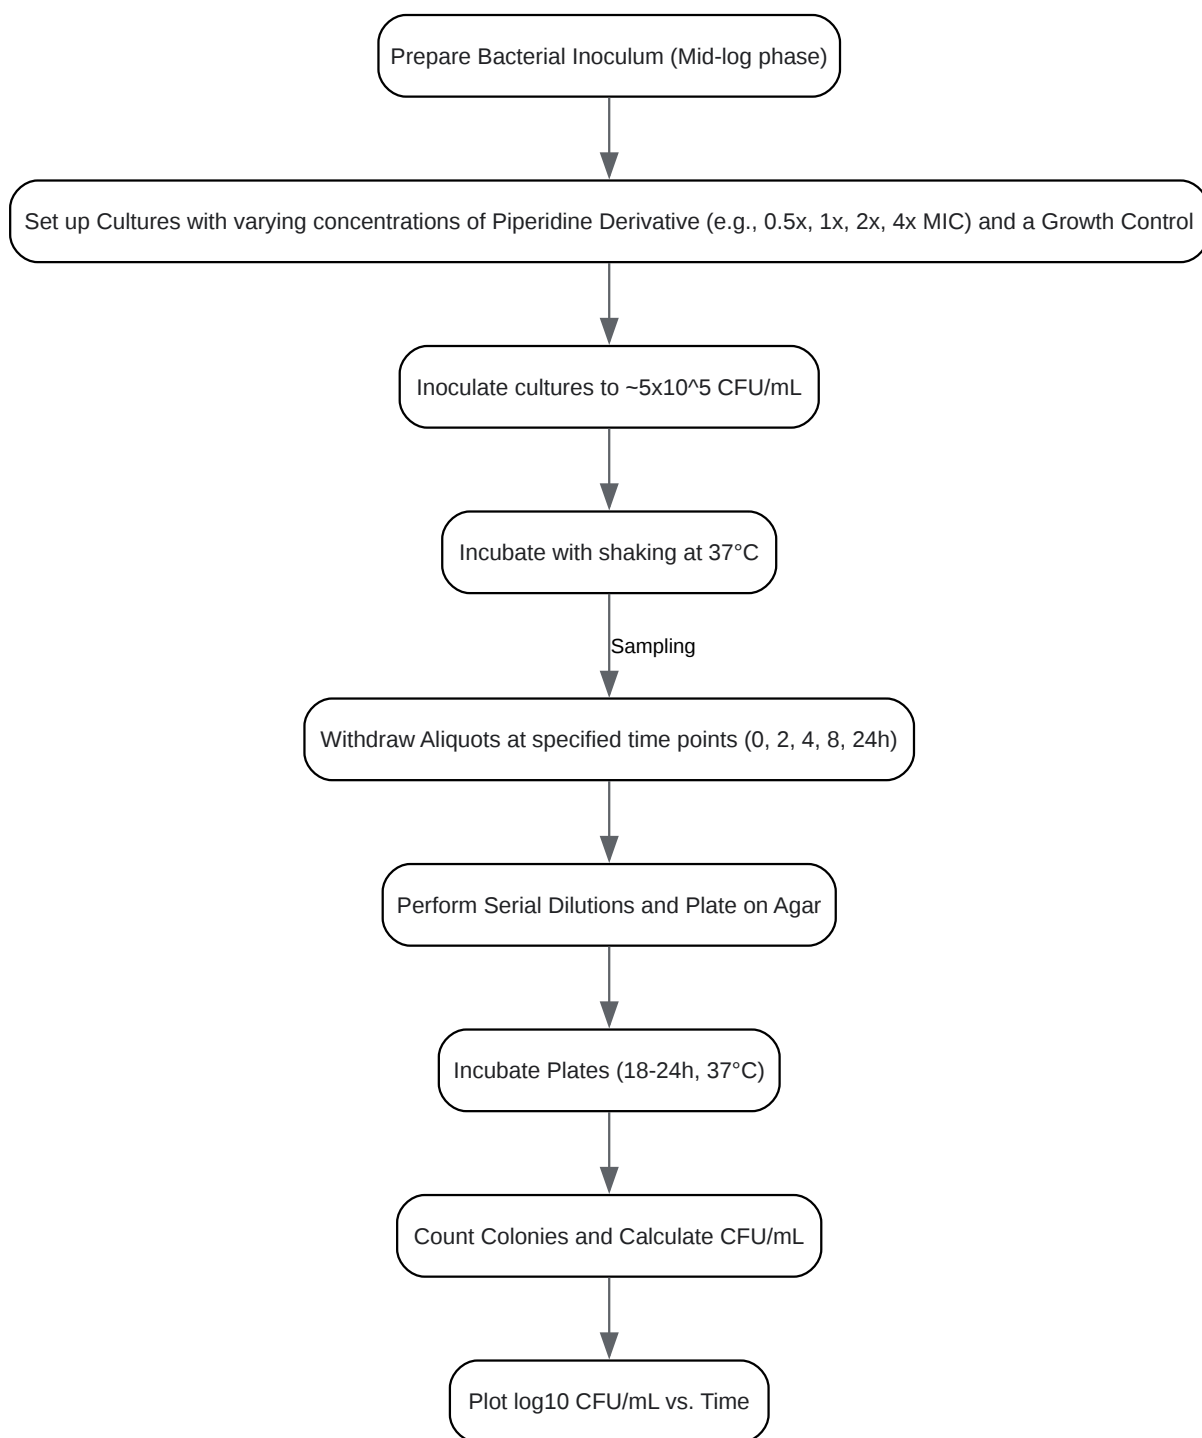 Prepare Bacterial Inoculum (Mid-log phase)
Set up Cultures with varying concentrations of Piperidine Derivative (e.g., 0.5x, 1x, 2x, 4x MIC) and a Growth Control
Inoculate cultures to ~5x10^5 CFU/mL
Incubate with shaking at 37°C
Sampling
Withdraw Aliquots at specified time points (0, 2, 4, 8, 24h)
Perform Serial Dilutions and Plate on Agar
Incubate Plates (18-24h, 37°C)
Count Colonies and Calculate CFU/mL
Plot log10 CFU/mL vs. Time